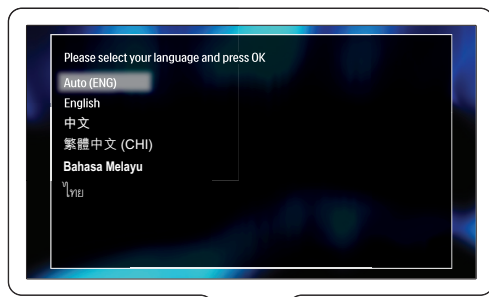 Please select your language and press OK
Auto (ENG)
English
中文
繁體中文 (CHI)
Bahasa Melayu
ไทย